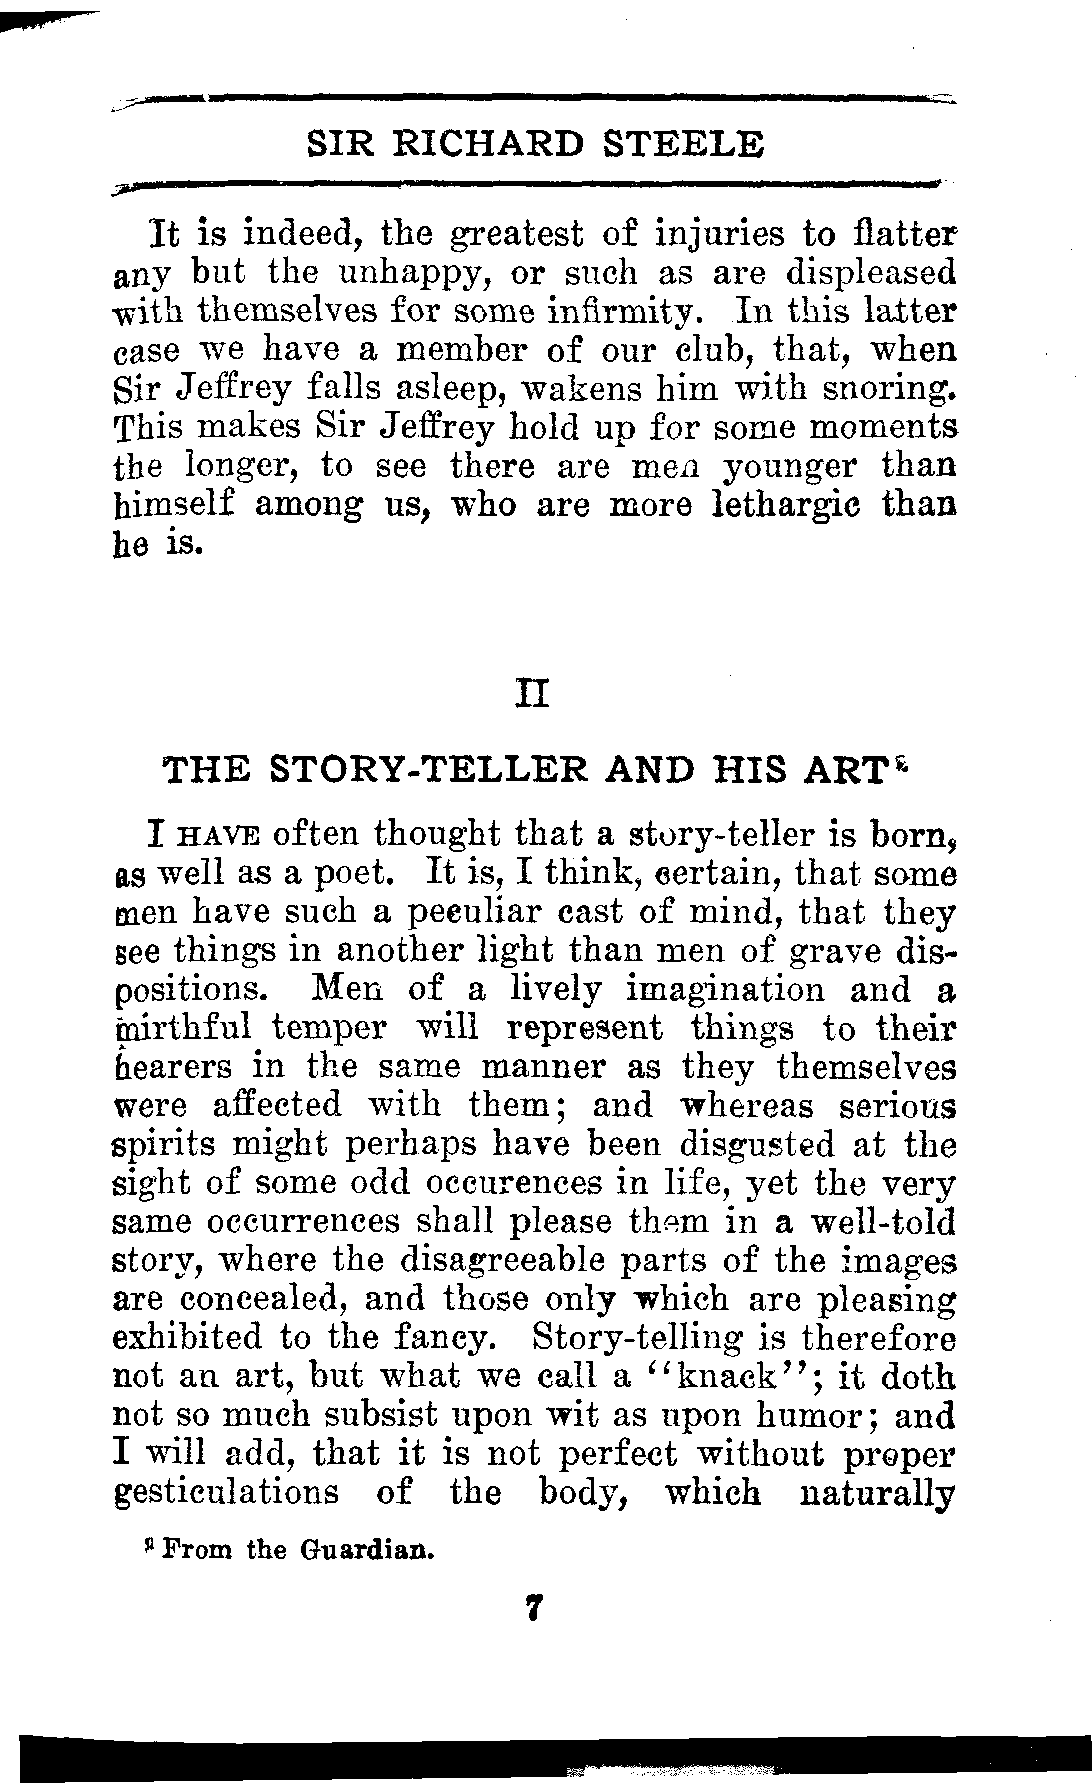 SIR RICHARD STEELE
It is indeed, the greatest of injuries to flatter
any but the unhappy, or such as are displeased
with themselves for some infirmity. In this latter
case we have a member of our club, that, when
Sir Jeffrey falls asleep, wakens him with snoring.
This makes Sir Jeffrey hold up for some moments
the longer, to see there are men younger than
himself among us, who are more lethargic than
he is.
II
THE STORY-TELLER AND HIS ART²
I HAVE often thought that a story-teller is born,
as well as a poet. It is, I think, certain, that some
men have such a peculiar cast of mind, that they
see things in another light than men of grave dis-
positions. Men of a lively imagination and a
mirthful temper will represent things to their
hearers in the same manner as they themselves
were affected with them; and whereas serious
spirits might perhaps have been disgusted at the
sight of some odd occurences in life, yet the very
same occurrences shall please them in a well-told
story, where the disagreeable parts of the images
are concealed, and those only which are pleasing
exhibited to the fancy. Story-telling is therefore
not an art, but what we call a "knack"; it doth
not so much subsist upon wit as upon humor; and
I will add, that it is not perfect without proper
gesticulations of the body, which naturally
² From the Guardian.
7